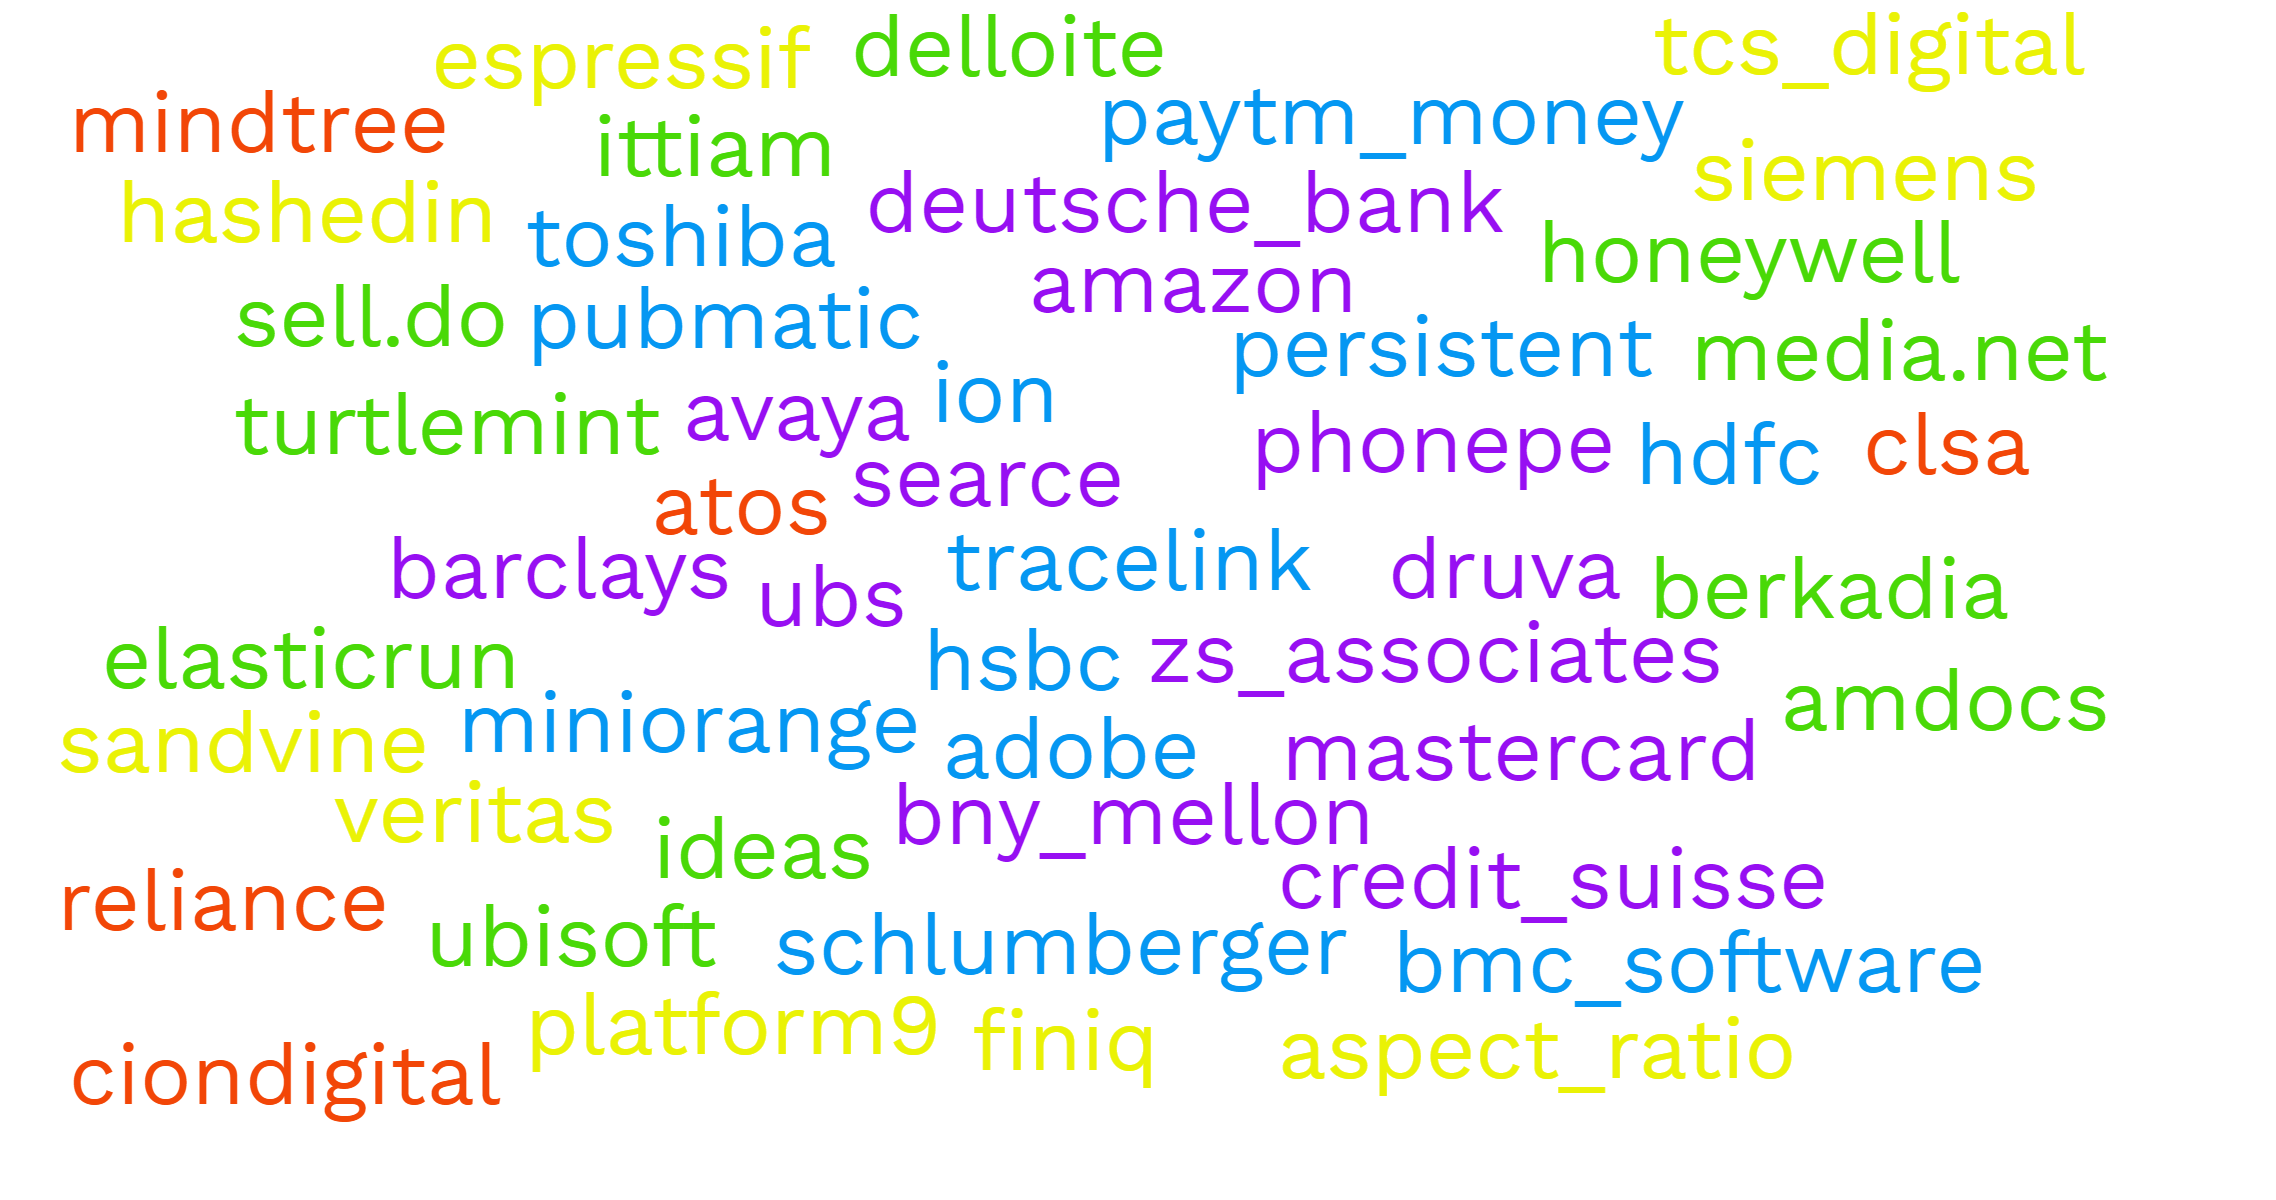 espressif delloite tcs_digital
mindtree ittiam paytm_money siemens
hashedin toshiba deutsche_bank honeywell
sell.do pubmatic amazon persistent media.net
turtlemint avaya ion phonepe hdfc clsa
atos searce
barclays ubs tracelink druva berkadia
elasticrun hsbc zs_associates amdocs
sandvine miniorange adobe mastercard
veritas ideas bny_mellon
reliance ubisoft schlumberger credit_suisse
bmc_software
ciondigital platform9 finiq aspect_ratio